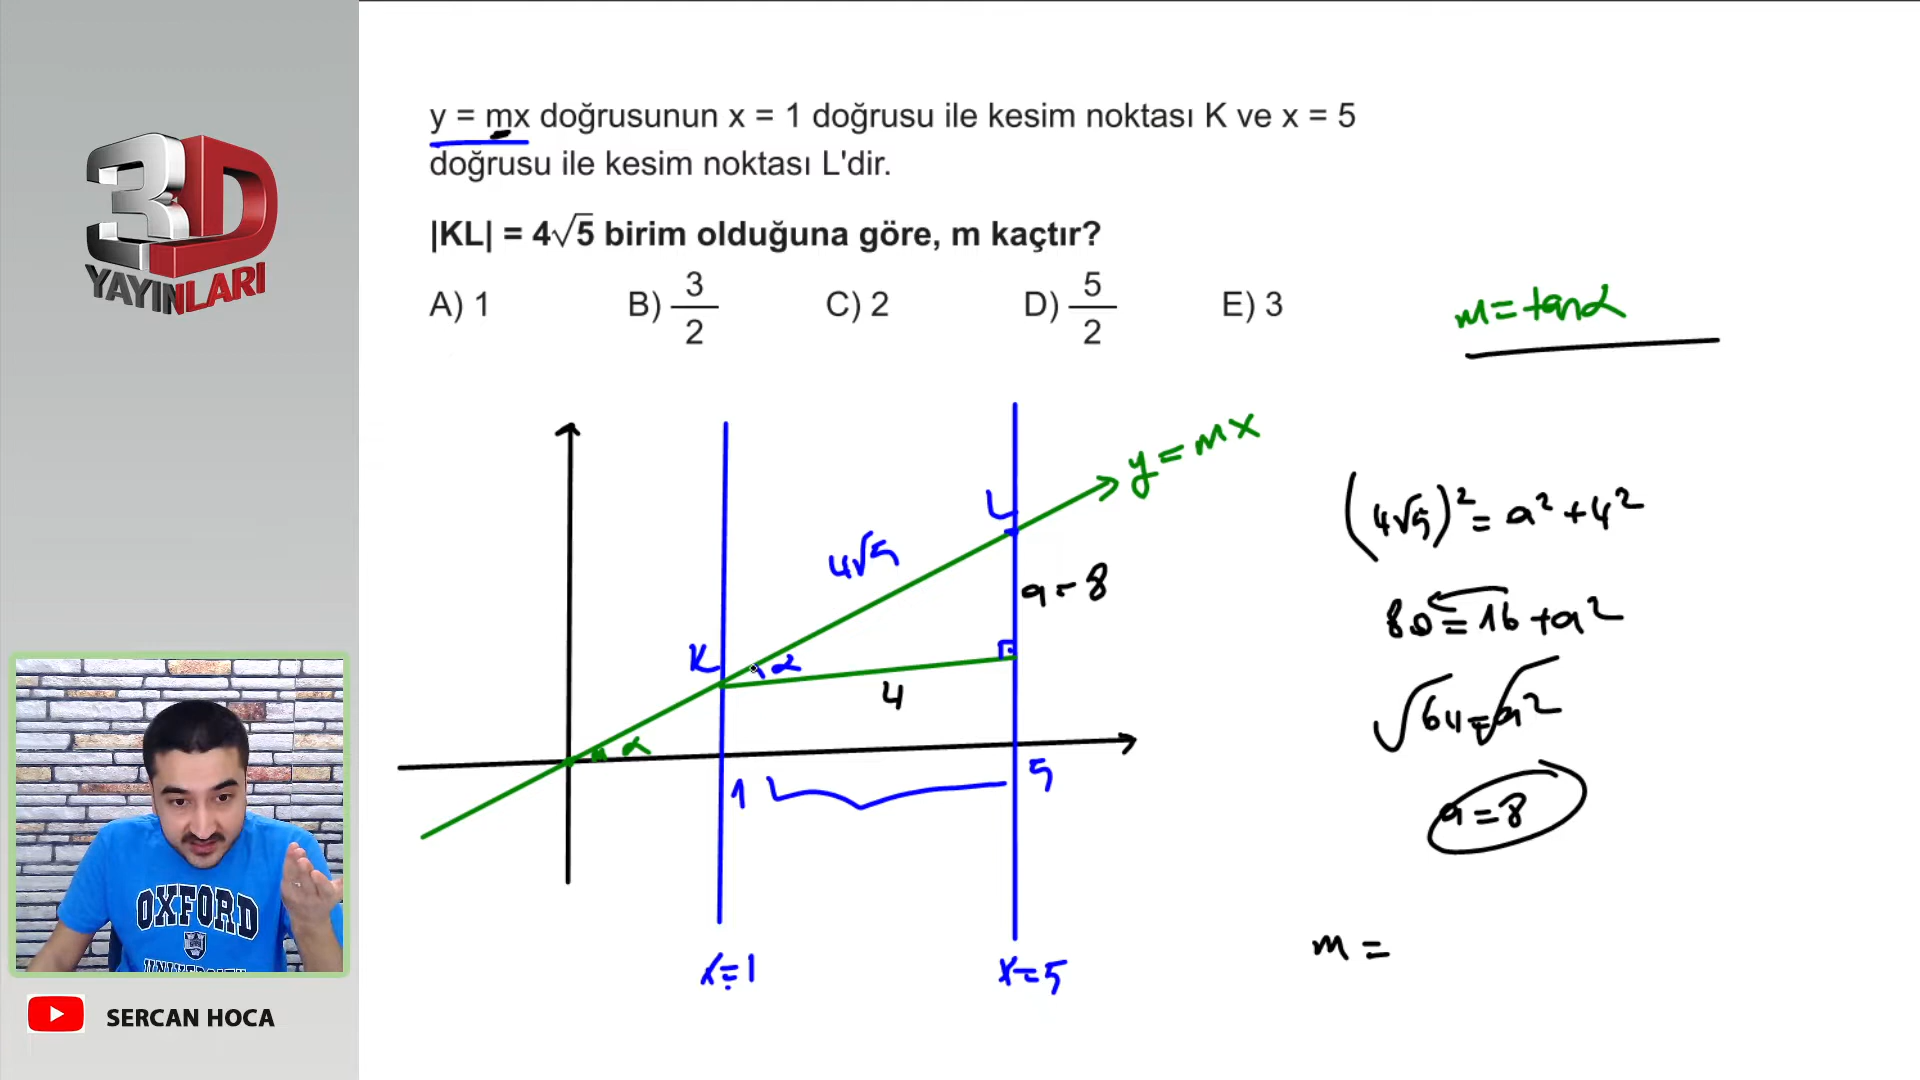 3D
YAYINLARI
y = mx doğrusunun x = 1 doğrusu ile kesim noktası K ve x = 5
doğrusu ile kesim noktası L'dir.
|KL| = 4√5 birim olduğuna göre, m kaçtır?
A) 1 B) 3/2 C) 2 D) 5/2 E) 3
m = tanα
y = mx
L
4√5
a = 8
K
α
4
α
1
5
x = 1
x = 5
(4√5)² = a² + 4²
80 = 16 + a²
√64 = √a²
a = 8
m =
OXFORD
UNIVERSITY
SERCAN HOCA